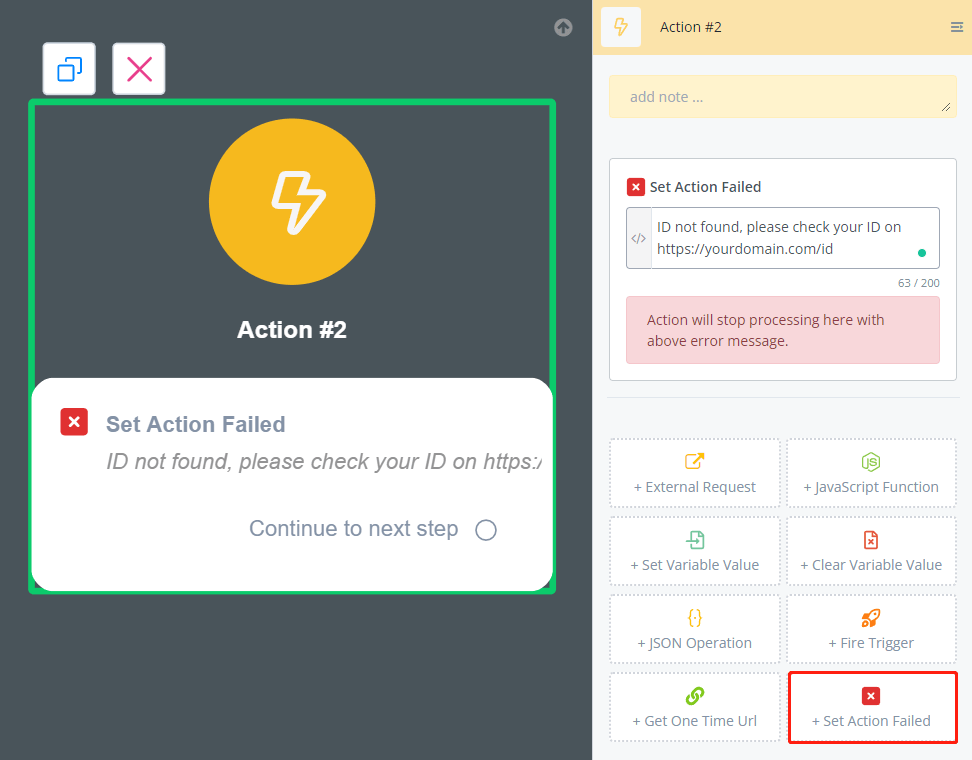 Action #2
Set Action Failed
ID not found, please check your ID on https:/
Continue to next step
Action #2
add note ...
Set Action Failed
</>
ID not found, please check your ID on
https://yourdomain.com/id
63 / 200
Action will stop processing here with
above error message.
+ External Request
JS
+ JavaScript Function
+ Set Variable Value
+ Clear Variable Value
{·}
+ JSON Operation
+ Fire Trigger
+ Get One Time Url
+ Set Action Failed